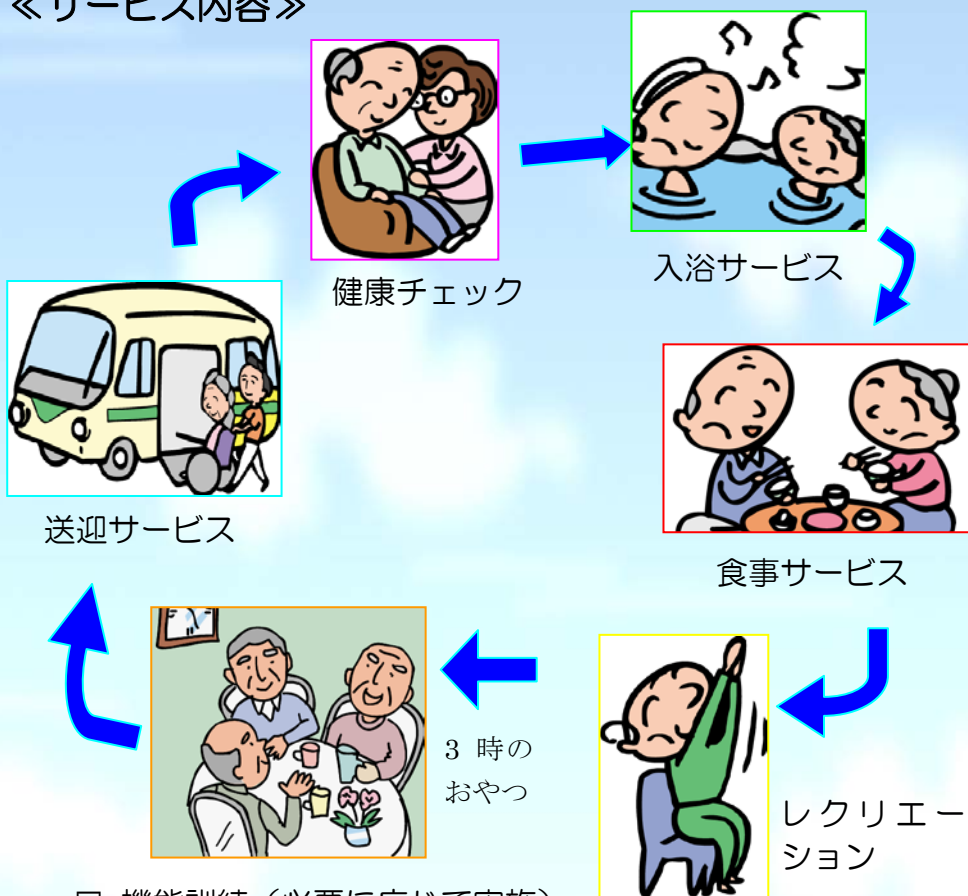 ≪サービス内容≫
健康チェック
入浴サービス
送迎サービス
食事サービス
3 時の
おやつ
レクリエー
ション
機能訓練（必要に応じて実施）